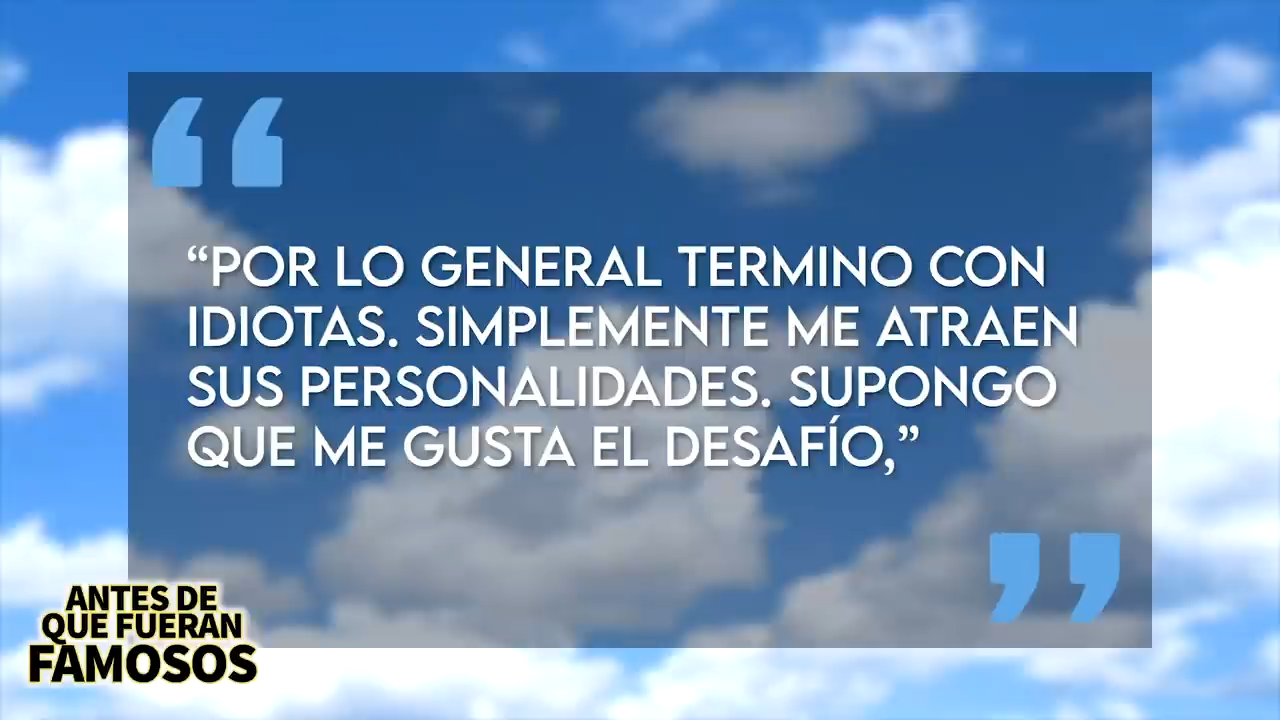 “POR LO GENERAL TERMINO CON
IDIOTAS. SIMPLEMENTE ME ATRAEN
SUS PERSONALIDADES. SUPONGO
QUE ME GUSTA EL DESAFÍO,”
ANTES DE
QUE FUERAN
FAMOSOS